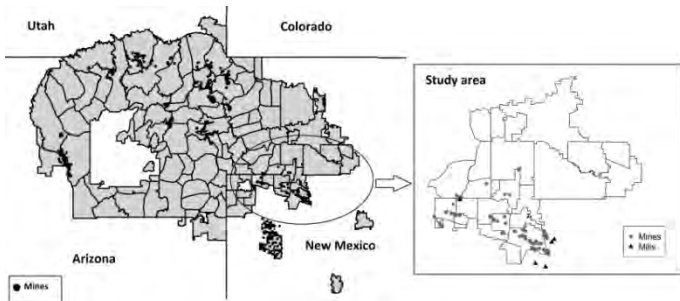 Utah
Colorado
Study area
New Mexico
Arizona
Mines
Mines
Mills